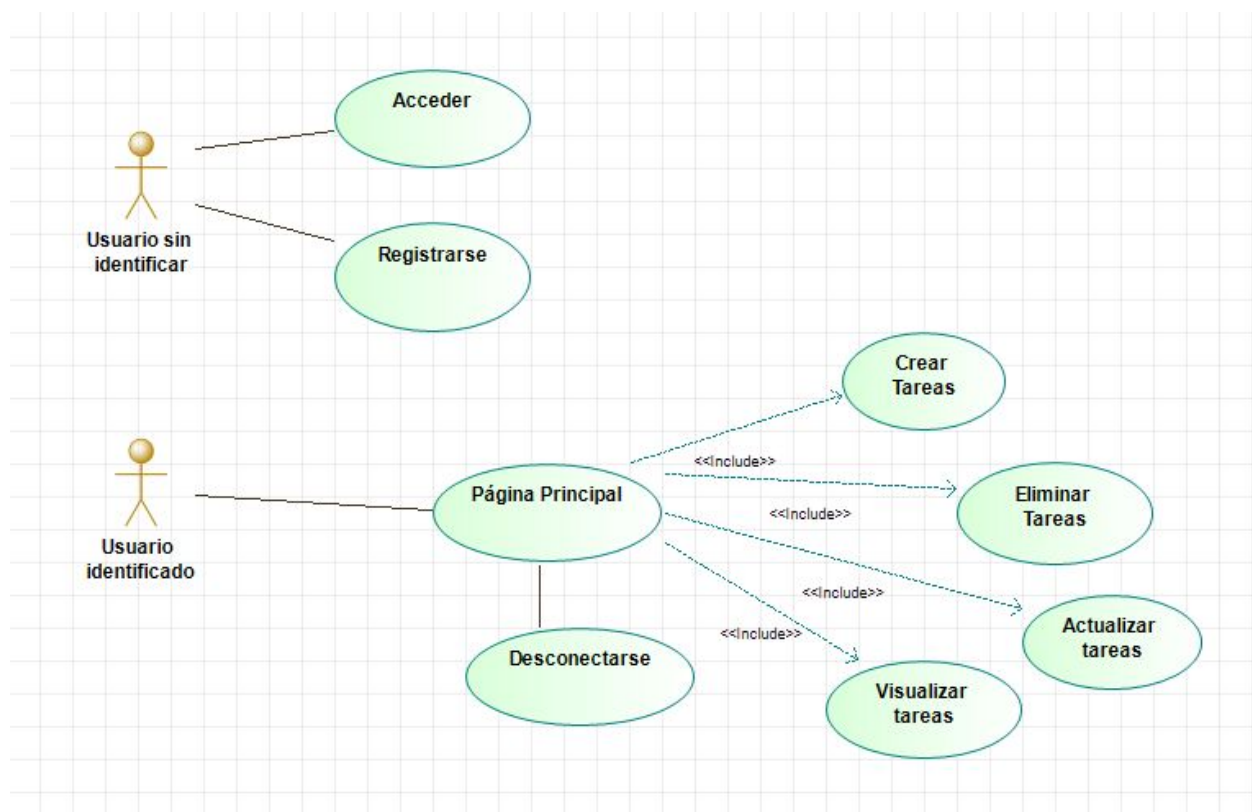 Acceder
Usuario sin
identificar
Registrarse
Crear
Tareas
<<Include>>
Página Principal
Eliminar
Tareas
<<Include>>
Usuario
identificado
<<Include>>
Actualizar
tareas
<<Include>>
Desconectarse
Visualizar
tareas